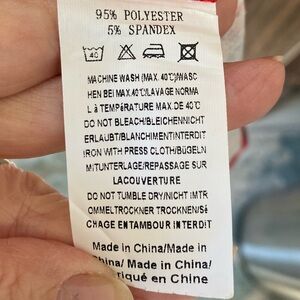 95% POLYESTER
5% SPANDEX
40
MACHINE WASH (MAX. 40℃)/WASC
HEN BEI MAX.40℃/LAVAGE NORMA
L à TEMPéRATURE MAX DE 40℃
DO NOT BLEACH/BLEICHENNICHT
ERLAUBT/BLANCHIMENTINTERDIT
IRON WITH PRESS CLOTH/BüGELN
MITUNTERLAGE/REPASSAGE SUR
LACOUVERTURE
DO NOT TUMBLE DRY/NICHT IMTR
OMMELTROCKNER TROCKNEN/Sé
CHAGE EN TAMBOUR INTERDIT
Made in China/Made in
China/ Made in China/
riqué en Chine